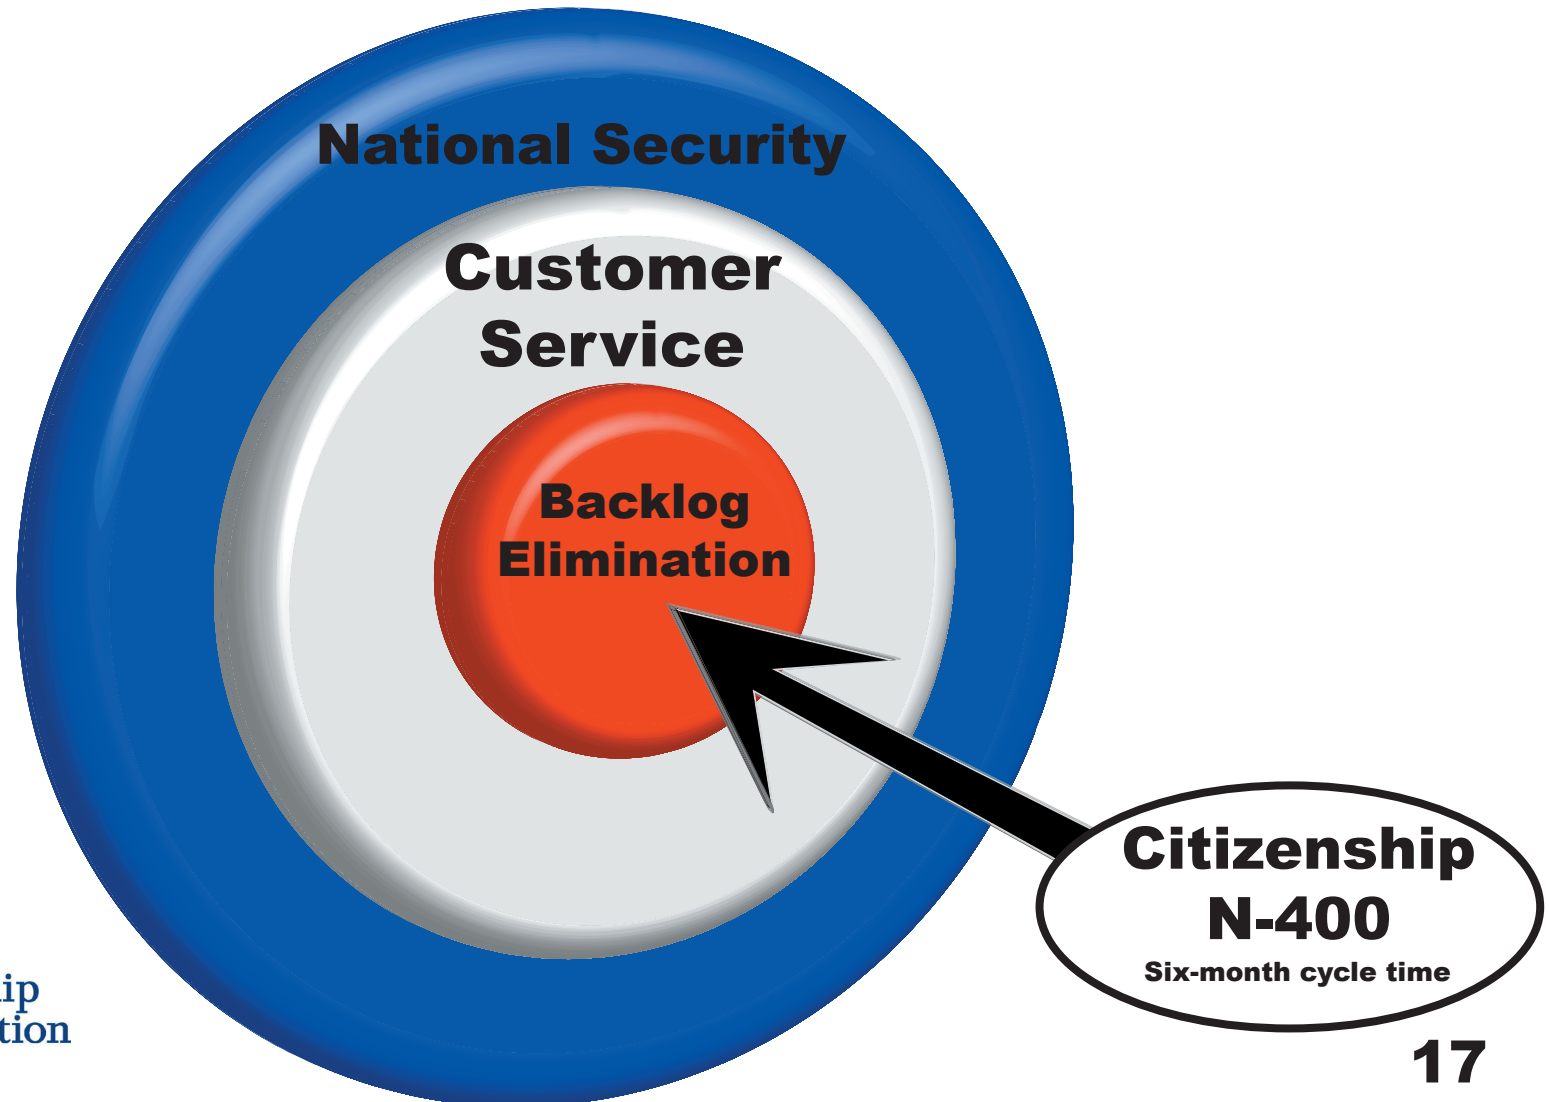 National Security
Customer
Service
Backlog
Elimination
Citizenship
N-400
Six-month cycle time
17